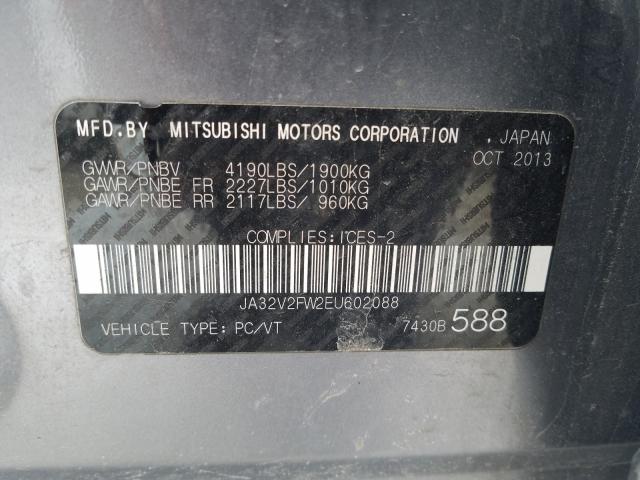 MFD.BY MITSUBISHI MOTORS CORPORATION , JAPAN
OCT 2013
GVWR/PNBV 4190LBS/1900KG
GAWR/PNBE FR 2227LBS/1010KG
GAWR/PNBE RR 2117LBS/ 960KG
COMPLIES:ICES-2
JA32V2FW2EU602088
VEHICLE TYPE: PC/VT 7430B 588